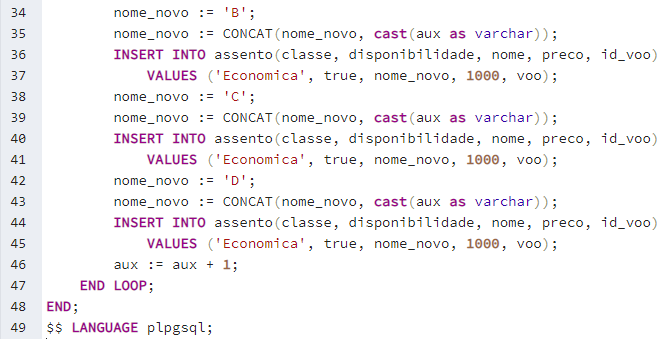 34 nome_novo := 'B';
35 nome_novo := CONCAT(nome_novo, cast(aux as varchar));
36 INSERT INTO assento(classe, disponibilidade, nome, preco, id_voo)
37 VALUES ('Economica', true, nome_novo, 1000, voo);
38 nome_novo := 'C';
39 nome_novo := CONCAT(nome_novo, cast(aux as varchar));
40 INSERT INTO assento(classe, disponibilidade, nome, preco, id_voo)
41 VALUES ('Economica', true, nome_novo, 1000, voo);
42 nome_novo := 'D';
43 nome_novo := CONCAT(nome_novo, cast(aux as varchar));
44 INSERT INTO assento(classe, disponibilidade, nome, preco, id_voo)
45 VALUES ('Economica', true, nome_novo, 1000, voo);
46 aux := aux + 1;
47 END LOOP;
48 END;
49 $$ LANGUAGE plpgsql;